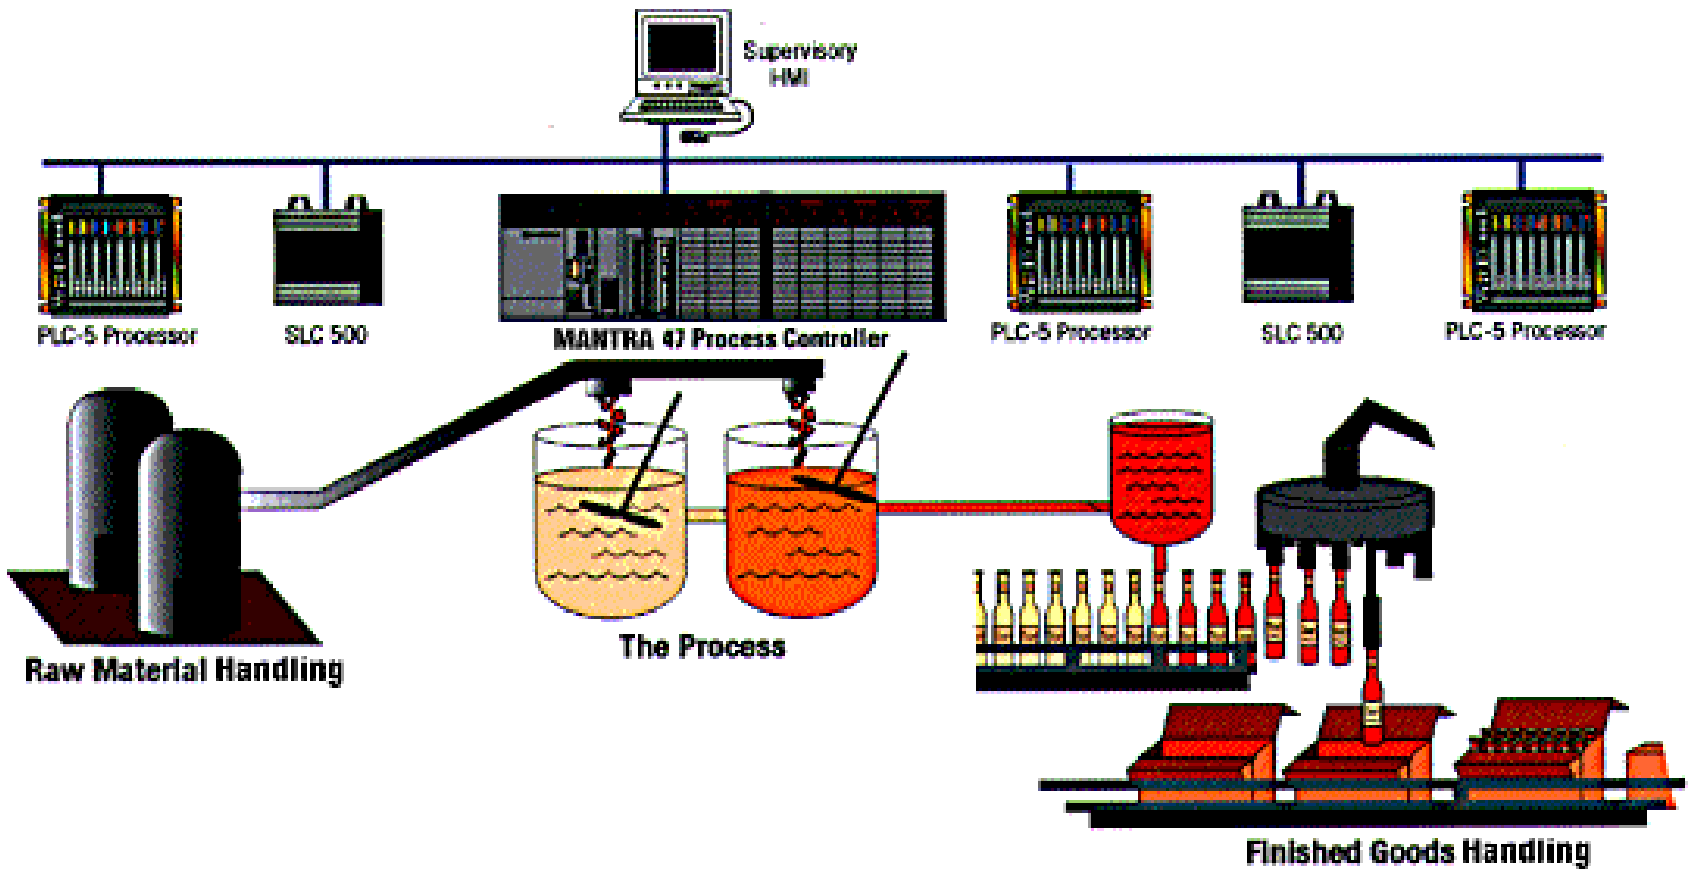 Supervisory
HMI
PLC-5 Processor
SLC 500
MANTRA 47 Process Controller
PLC-5 Processor
SLC 500
PLC-5 Processor
The Process
Raw Material Handling
Finished Goods Handling